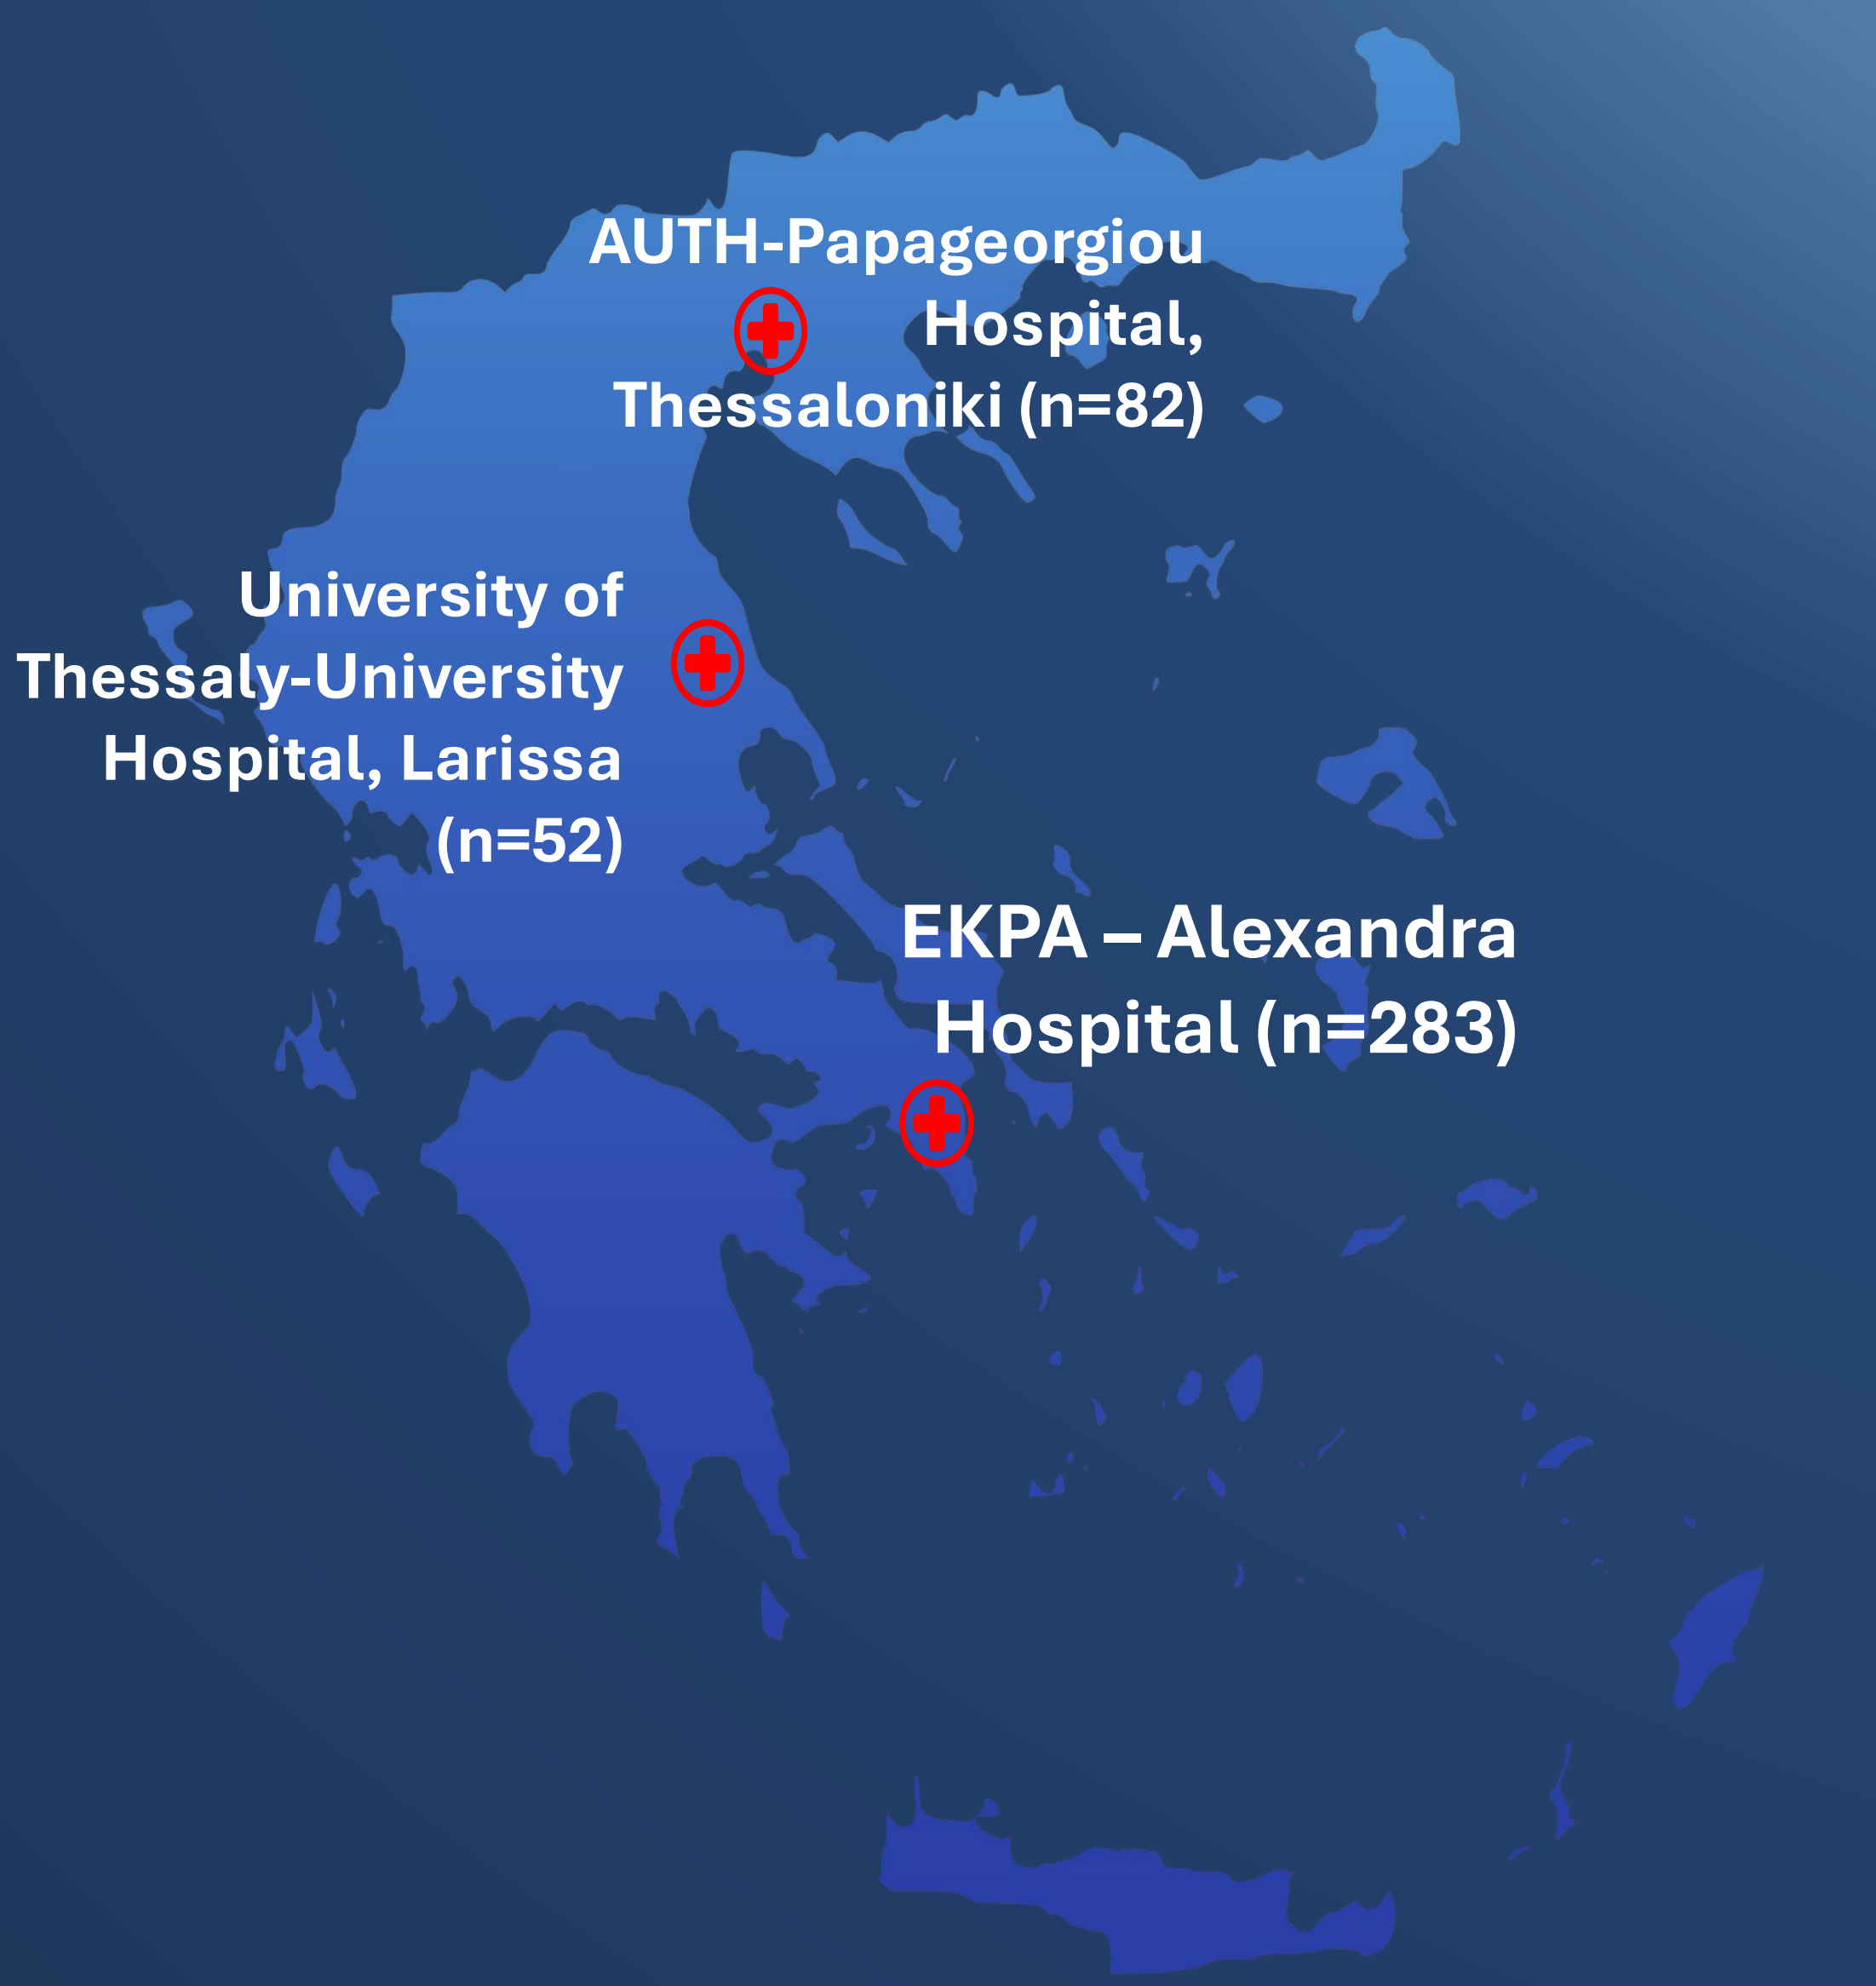 AUTH-Papageorgiou
Hospital,
Thessaloniki (n=82)
University of
Thessaly-University
Hospital, Larissa
(n=52)
EKPA – Alexandra
Hospital (n=283)